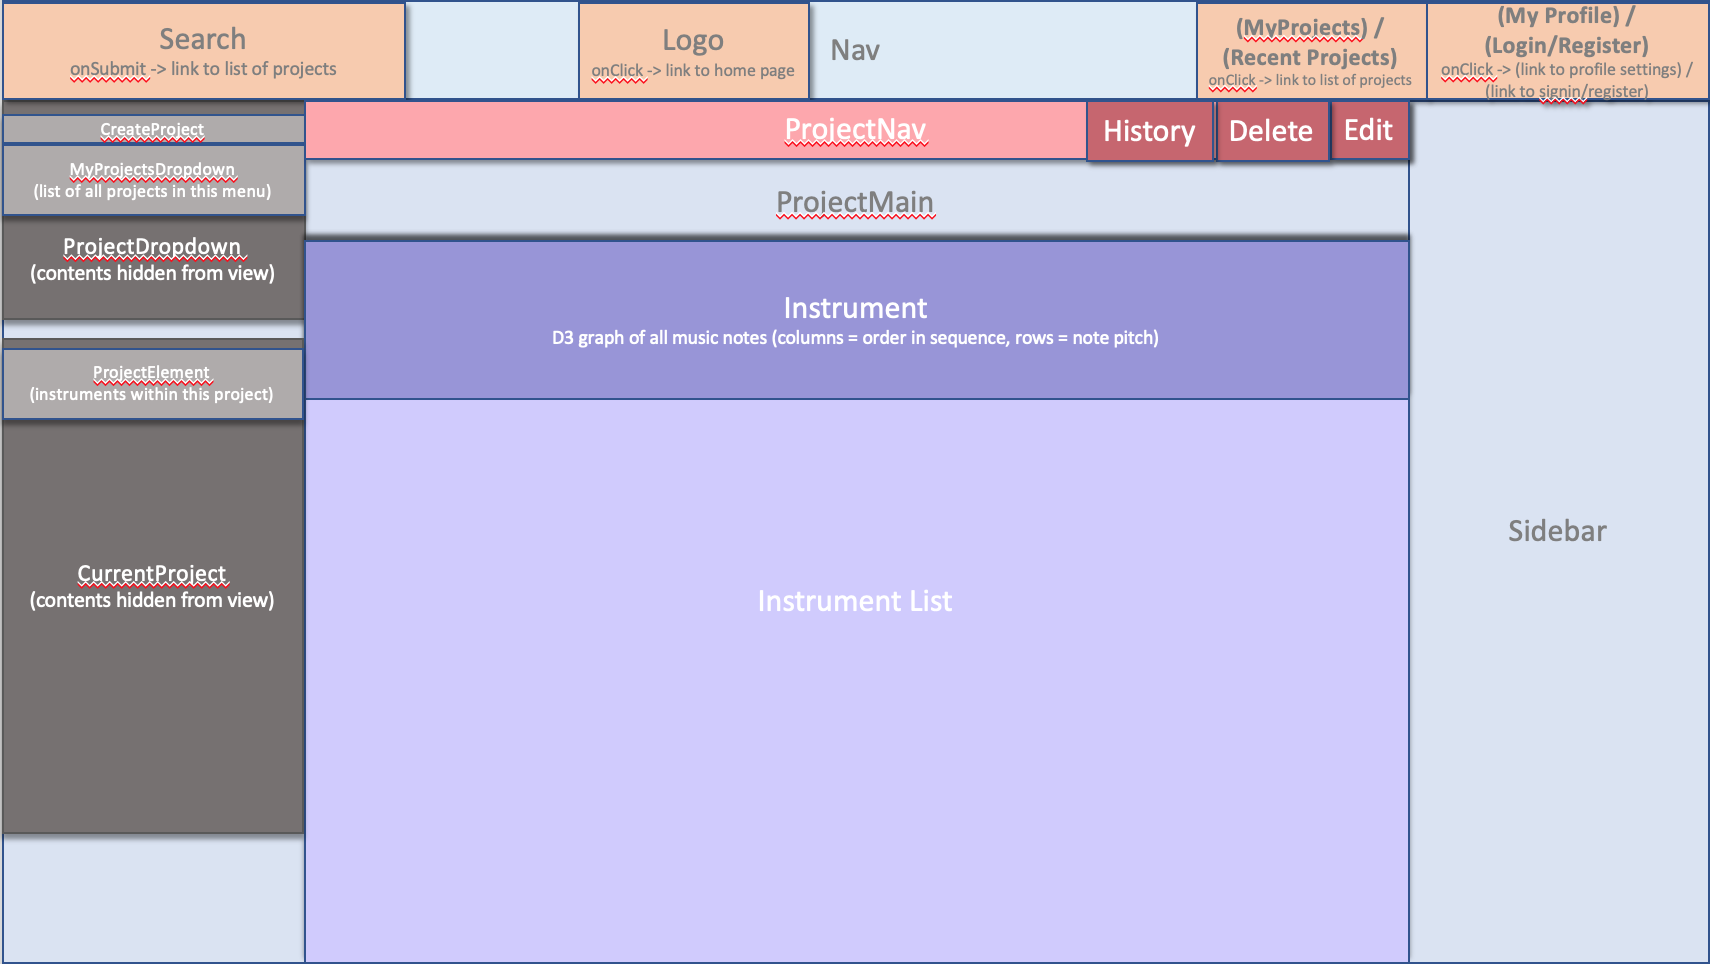 Search
onSubmit -> link to list of projects
Logo
onClick -> link to home page
Nav
(MyProjects) /
(Recent Projects)
onClick -> link to list of projects
(My Profile) /
(Login/Register)
onClick -> (link to profile settings) /
(link to signin/register)
CreateProject
MyProjectsDropdown
(list of all projects in this menu)
ProjectDropdown
(contents hidden from view)
ProjectElement
(instruments within this project)
CurrentProject
(contents hidden from view)
ProjectNav
History
Delete
Edit
ProjectMain
Instrument
D3 graph of all music notes (columns = order in sequence, rows = note pitch)
Instrument List
Sidebar